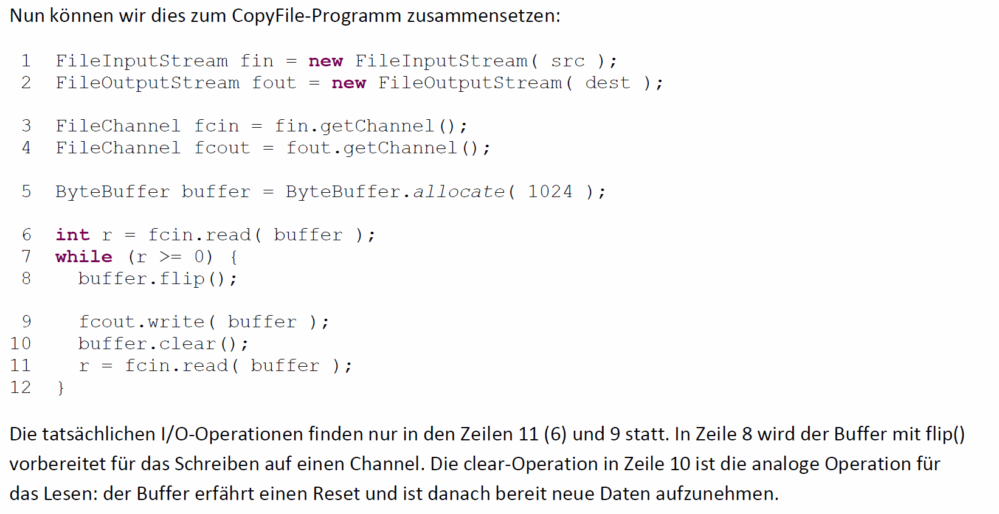 Nun können wir dies zum CopyFile-Programm zusammensetzen:
1 FileInputStream fin = new FileInputStream( src );
2 FileOutputStream fout = new FileOutputStream( dest );
3 FileChannel fcin = fin.getChannel();
4 FileChannel fcout = fout.getChannel();
5 ByteBuffer buffer = ByteBuffer.allocate( 1024 );
6 int r = fcin.read( buffer );
7 while (r >= 0) {
8 buffer.flip();
9 fcout.write( buffer );
10 buffer.clear();
11 r = fcin.read( buffer );
12 }
Die tatsächlichen I/O-Operationen finden nur in den Zeilen 11 (6) und 9 statt. In Zeile 8 wird der Buffer mit flip()
vorbereitet für das Schreiben auf einen Channel. Die clear-Operation in Zeile 10 ist die analoge Operation für
das Lesen: der Buffer erfährt einen Reset und ist danach bereit neue Daten aufzunehmen.